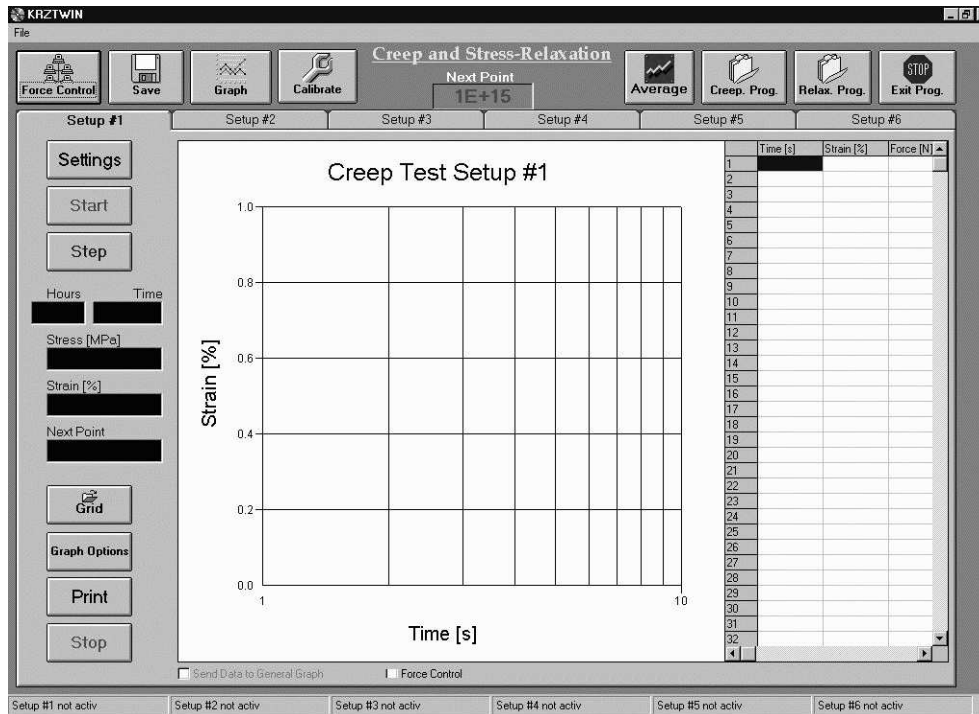 KRZTWIN
File
Creep and Stress-Relaxation
Next Point
1E+15
Force Control
Save
Graph
Calibrate
Average
Creep. Prog.
Relax. Prog.
STOP
Exit Prog.
Setup #1
Setup #2
Setup #3
Setup #4
Setup #5
Setup #6
Settings
Start
Step
Hours
Time
Stress [MPa]
Strain [%]
Next Point
Grid
Graph Options
Print
Stop
Creep Test Setup #1
Strain [%]
1.0
0.8
0.6
0.4
0.2
0.0
1
10
Time [s]
Time [s]
Strain [%]
Force [N]
1
2
3
4
5
6
7
8
9
10
11
12
13
14
15
16
17
18
19
20
21
22
23
24
25
26
27
28
29
30
31
32
Send Data to General Graph
Force Control
Setup #1 not activ
Setup #2 not activ
Setup #3 not activ
Setup #4 not activ
Setup #5 not activ
Setup #6 not activ